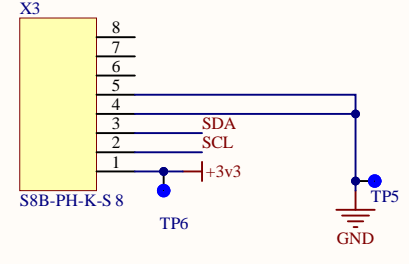 X3
8
7
6
5
4
3 SDA
2 SCL
1 +3v3
S8B-PH-K-S 8
TP5
TP6
GND